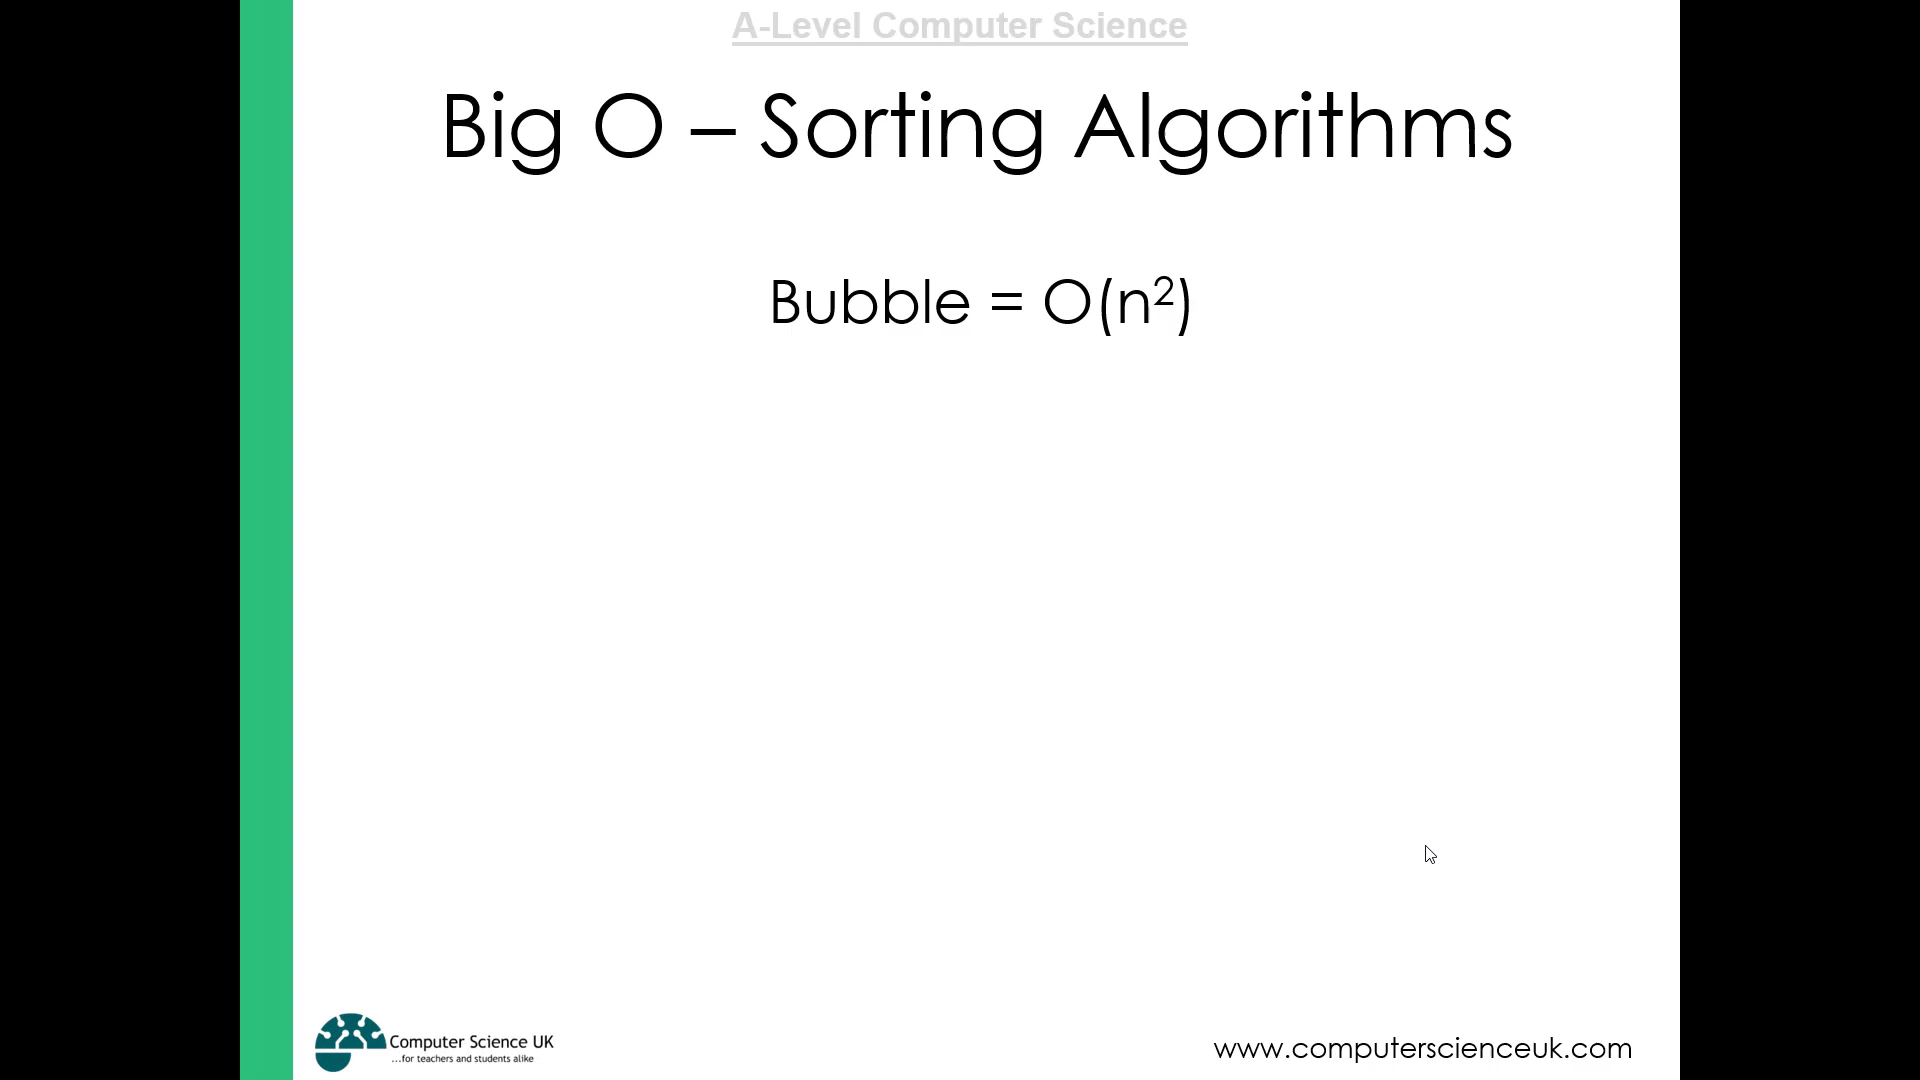 A-Level Computer Science
Big O – Sorting Algorithms
Bubble = O(n²)
Computer Science UK
...for teachers and students alike
www.computerscienceuk.com